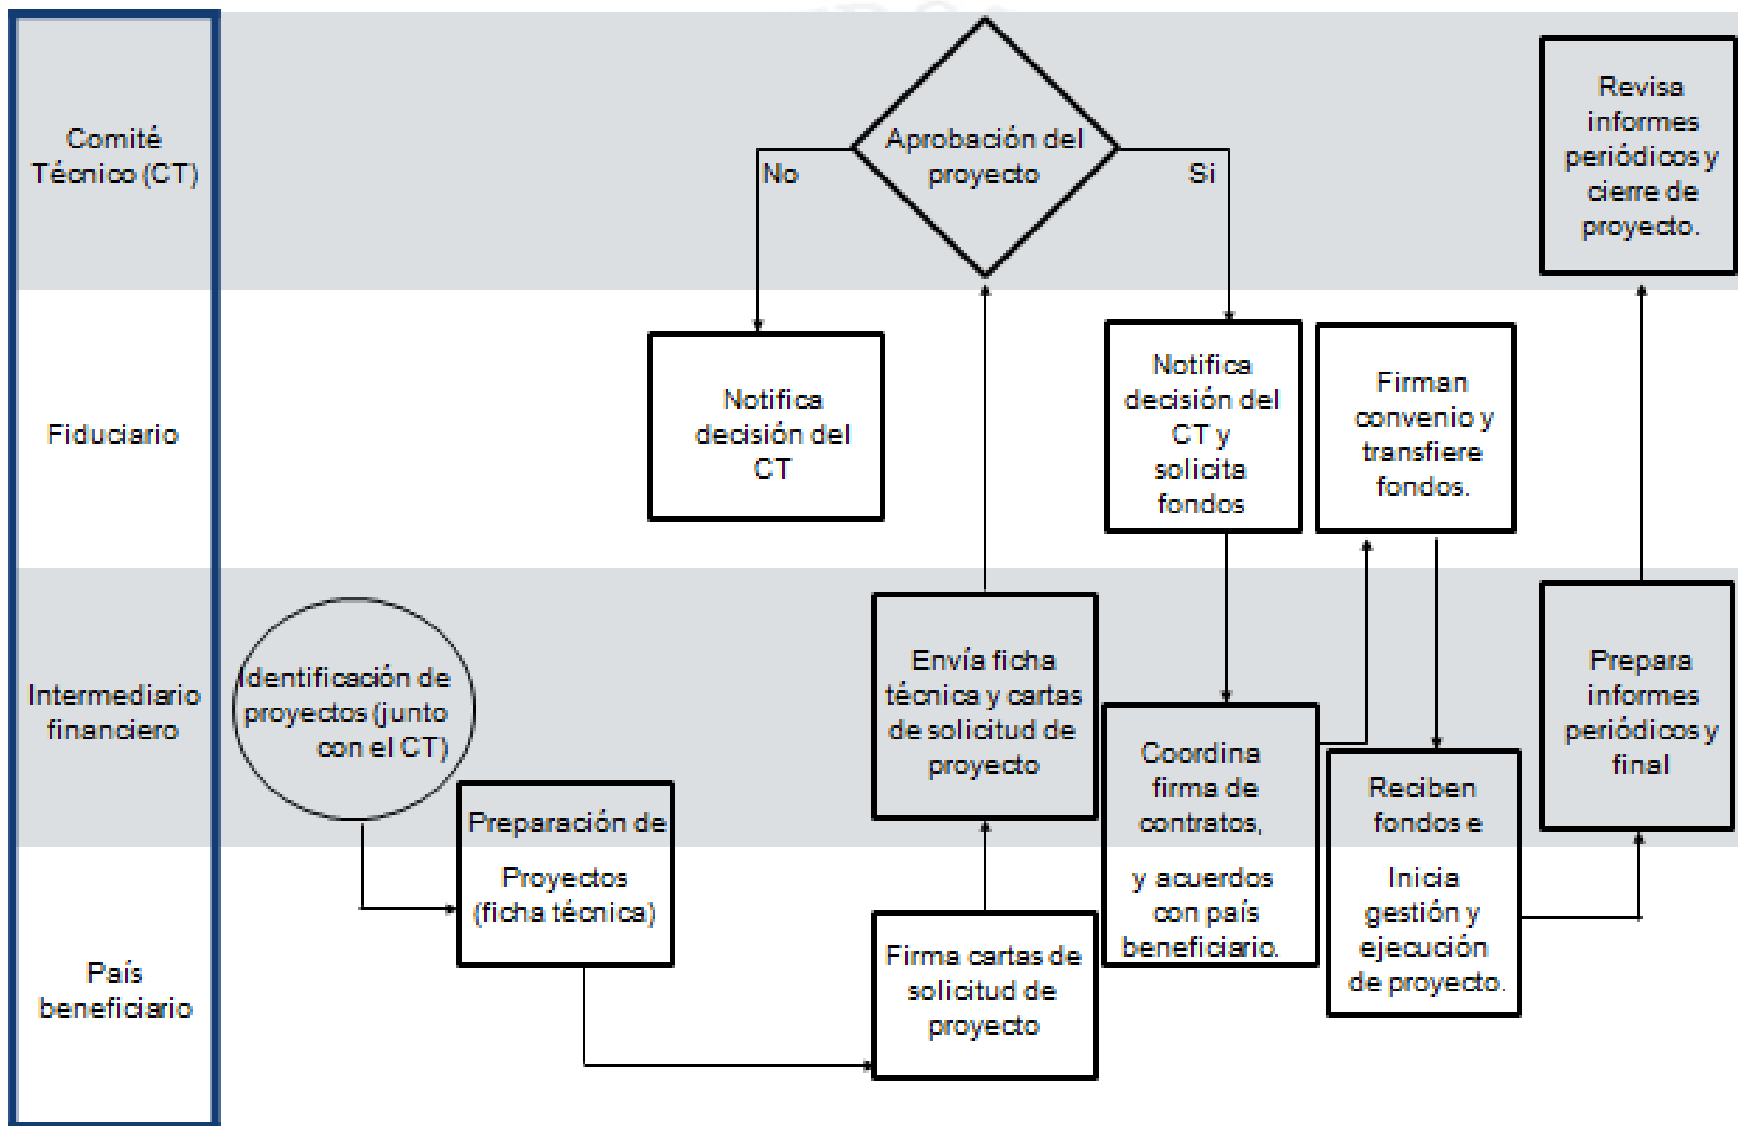 Comité
Técnico (CT)
Aprobación del
proyecto
No
Si
Revisa
informes
periódicos y
cierre de
proyecto.
Fiduciario
Notifica
decisión del
CT
Notifica
decisión del
CT y
solicita
fondos
Firman
convenio y
transfiere
fondos.
Intermediario
financiero
Identificación de
proyectos (junto
con el CT)
Envía ficha
técnica y cartas
de solicitud de
proyecto
Coordina
firma de
contratos,
y acuerdos
con país
beneficiario.
Reciben
fondos e
Inicia
gestión y
ejecución
de proyecto.
Prepara
informes
periódicos y
final
País
beneficiario
Preparación de
Proyectos
(ficha técnica)
Firma cartas de
solicitud de
proyecto